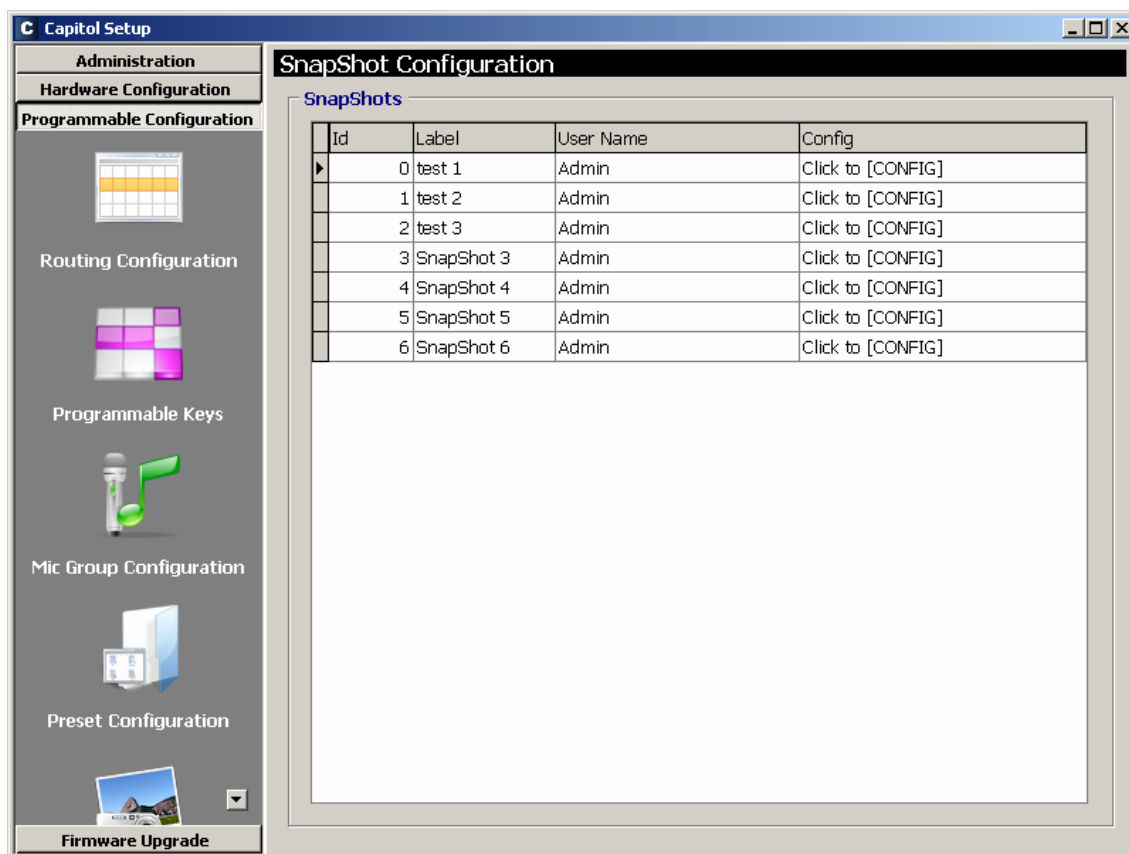 C Capitol Setup
Administration
Hardware Configuration
Programmable Configuration
Routing Configuration
Programmable Keys
Mic Group Configuration
Preset Configuration
Firmware Upgrade
SnapShot Configuration
SnapShots
Id Label User Name Config
0 test 1 Admin Click to [CONFIG]
1 test 2 Admin Click to [CONFIG]
2 test 3 Admin Click to [CONFIG]
3 SnapShot 3 Admin Click to [CONFIG]
4 SnapShot 4 Admin Click to [CONFIG]
5 SnapShot 5 Admin Click to [CONFIG]
6 SnapShot 6 Admin Click to [CONFIG]